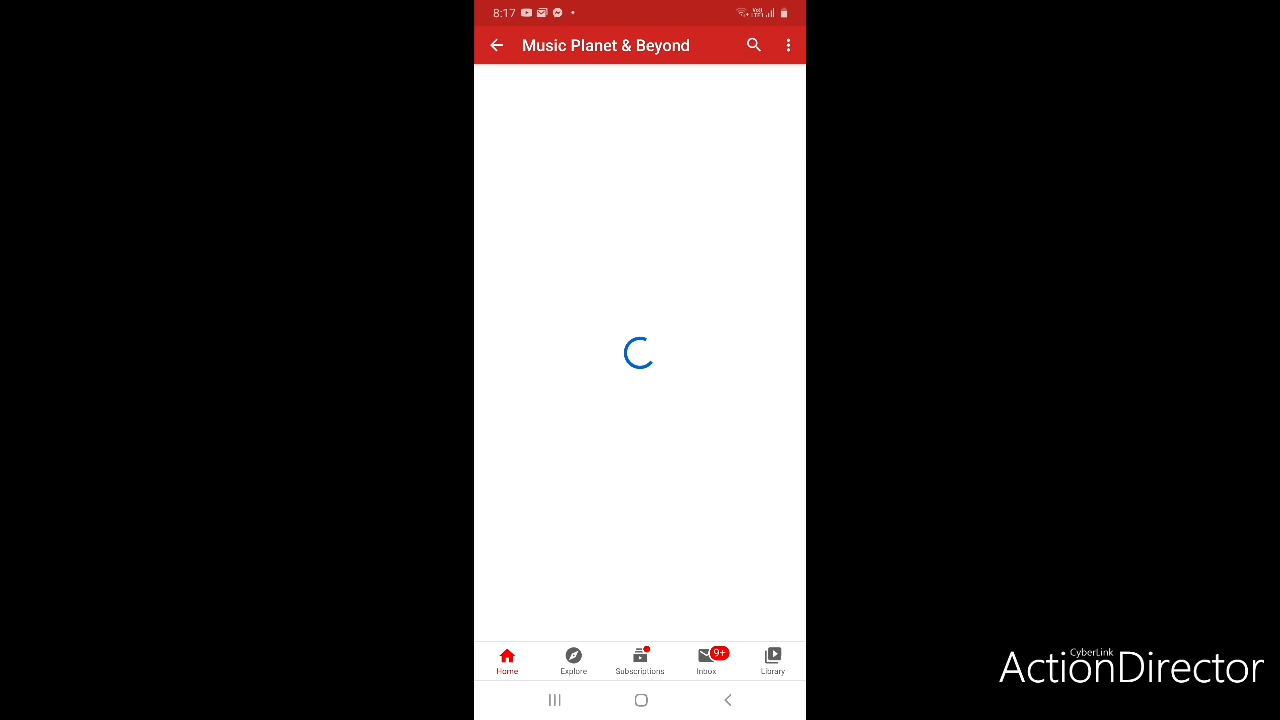 8:17
Music Planet & Beyond
Home
Explore
Subscriptions
9+
Inbox
Library
CyberLink
ActionDirector